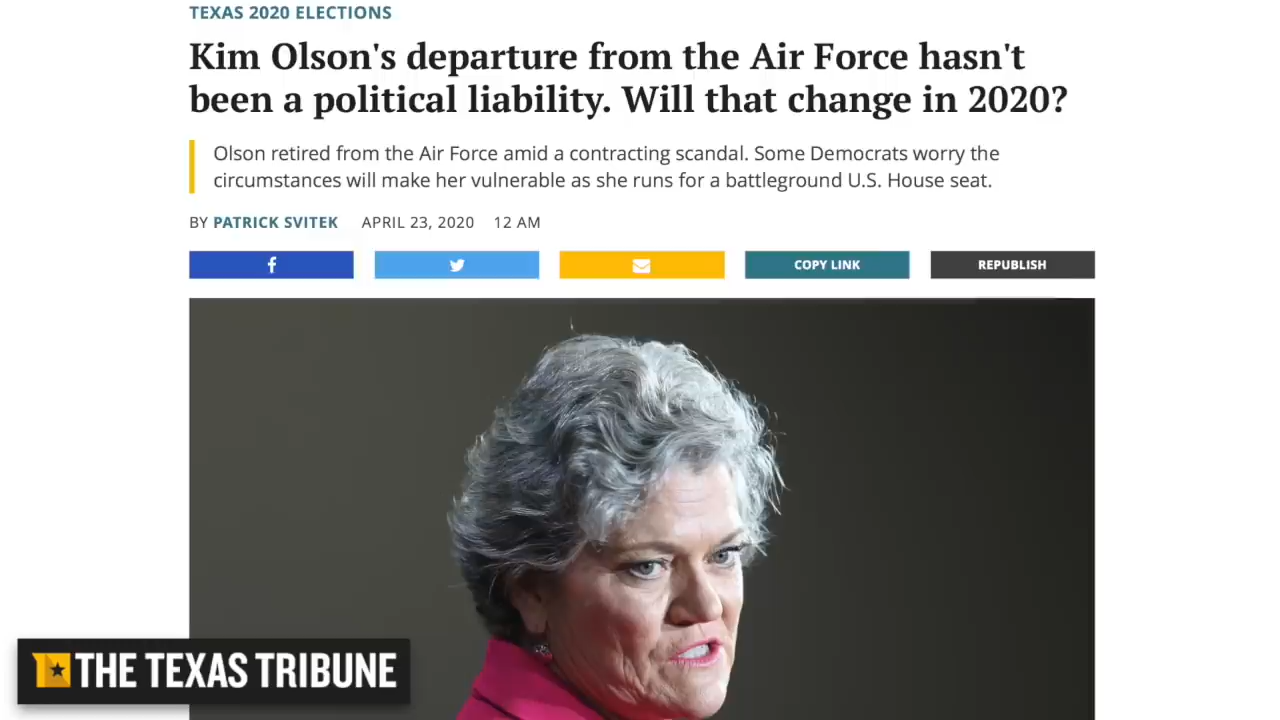 TEXAS 2020 ELECTIONS
Kim Olson's departure from the Air Force hasn't
been a political liability. Will that change in 2020?
Olson retired from the Air Force amid a contracting scandal. Some Democrats worry the
circumstances will make her vulnerable as she runs for a battleground U.S. House seat.
BY PATRICK SVITEK APRIL 23, 2020 12 AM
COPY LINK REPUBLISH
THE TEXAS TRIBUNE